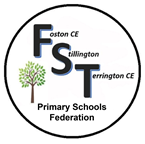 Foston CE
Stillington
Terrington CE
Primary Schools
Federation